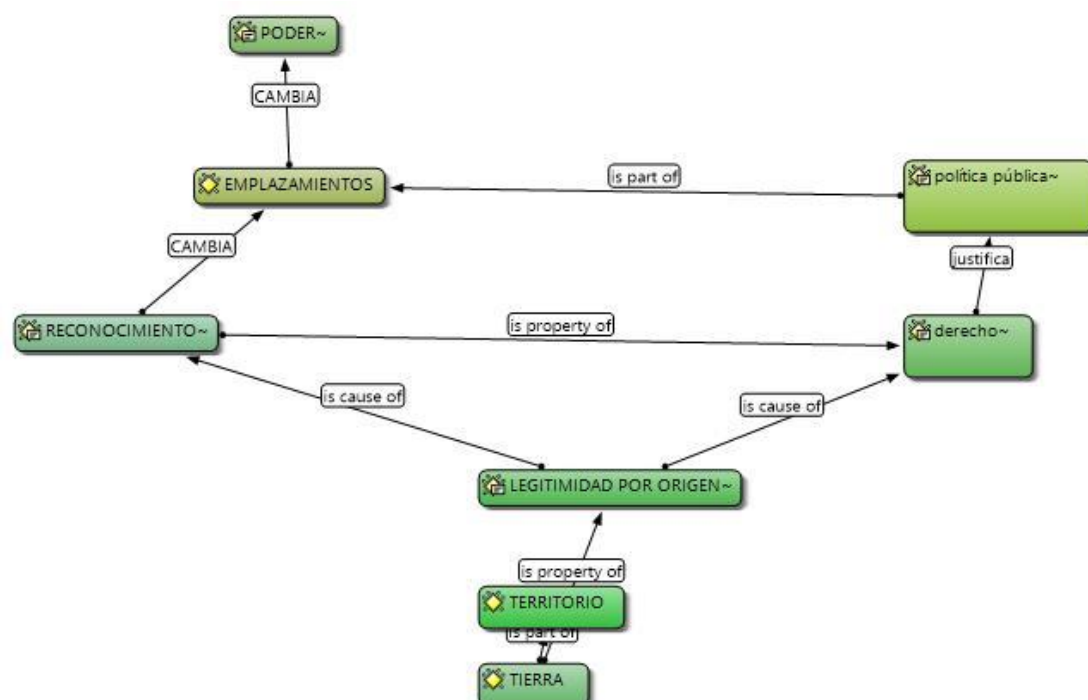 PODER~
CAMBIA
EMPLAZAMIENTOS
is part of
política pública~
CAMBIA
justifica
RECONOCIMIENTO~
is property of
derecho~
is cause of
is cause of
LEGITIMIDAD POR ORIGEN~
is property of
TERRITORIO
is part of
TIERRA